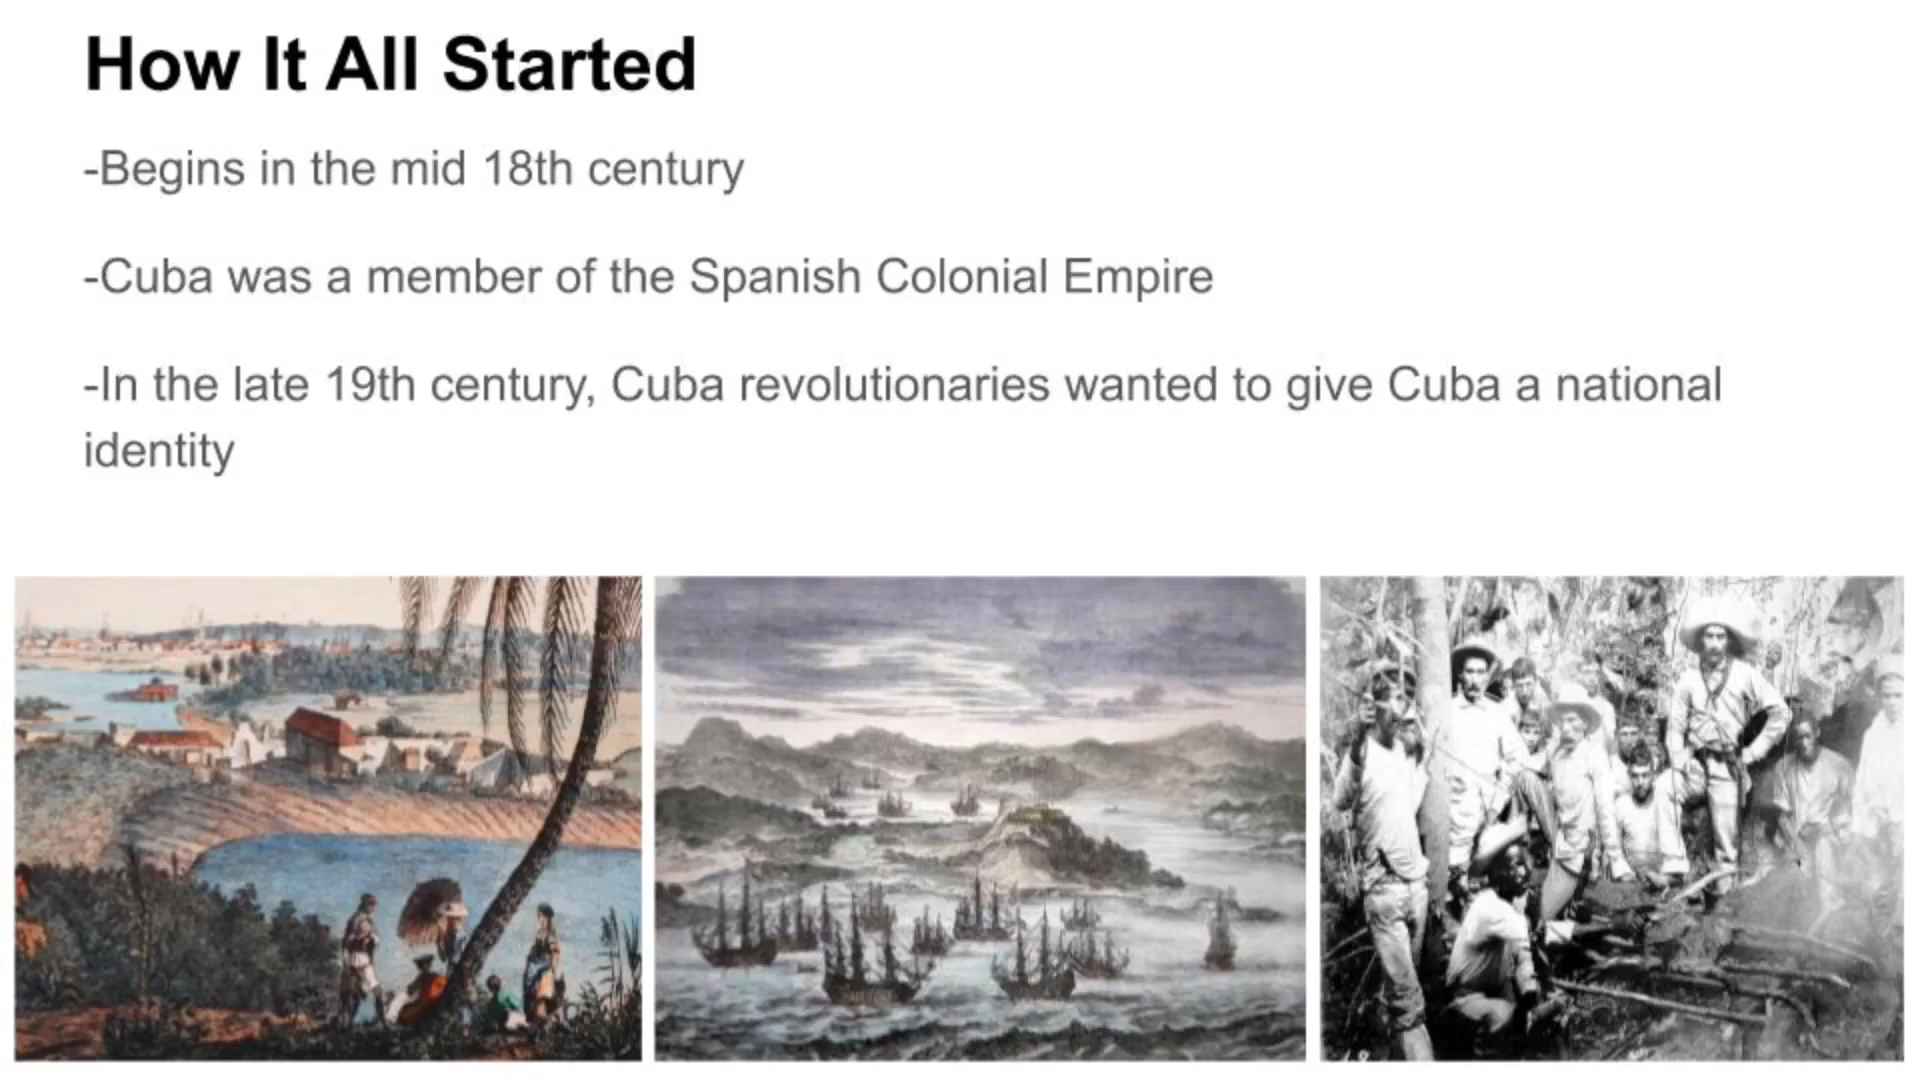 How It All Started
-Begins in the mid 18th century
-Cuba was a member of the Spanish Colonial Empire
-In the late 19th century, Cuba revolutionaries wanted to give Cuba a national
identity